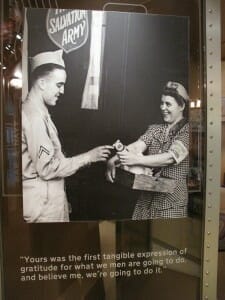 THE
SALVATION
ARMY
"Yours was the first tangible expression of
gratitude for what we men are going to do,
and believe me, we're going to do it."